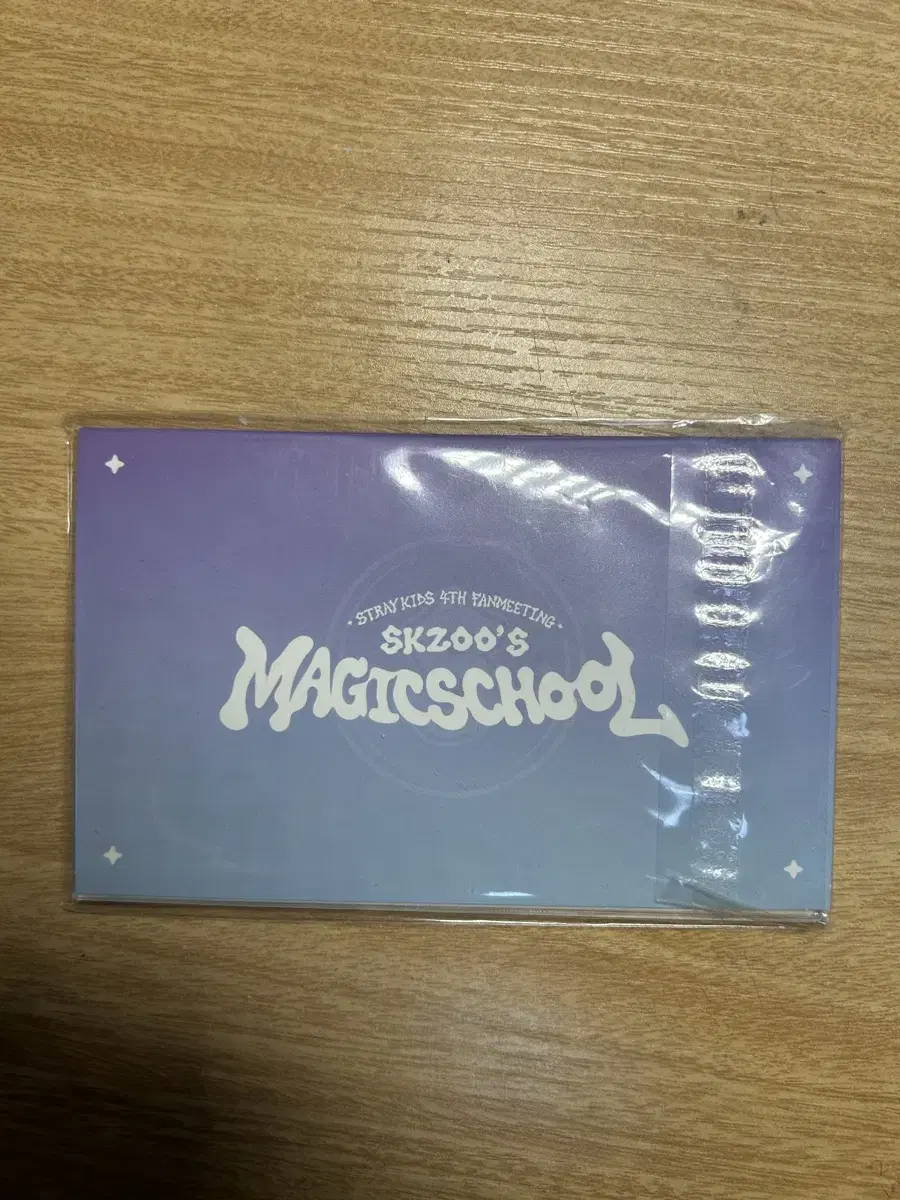 • STRAY KIDS 4TH FANMEETING •
SKZOO'S
MAGICSCHOOL